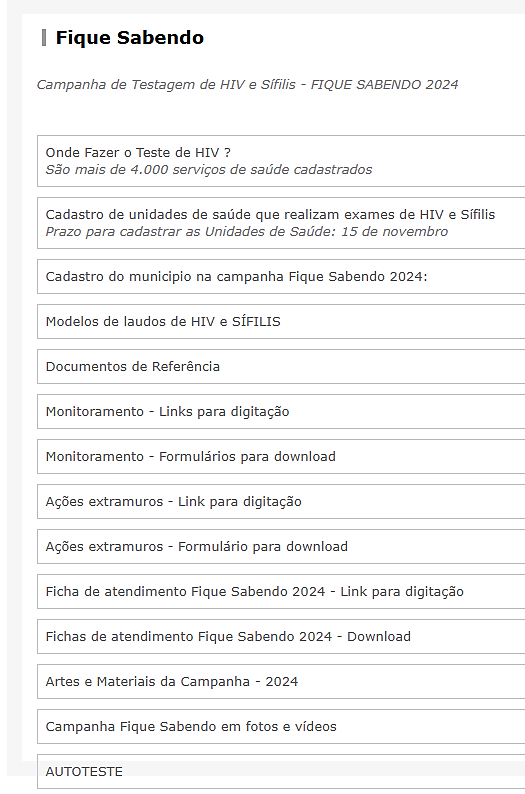 Fique Sabendo
Campanha de Testagem de HIV e Sífilis - FIQUE SABENDO 2024
Onde Fazer o Teste de HIV ?
São mais de 4.000 serviços de saúde cadastrados
Cadastro de unidades de saúde que realizam exames de HIV e Sífilis
Prazo para cadastrar as Unidades de Saúde: 15 de novembro
Cadastro do municipio na campanha Fique Sabendo 2024:
Modelos de laudos de HIV e SÍFILIS
Documentos de Referência
Monitoramento - Links para digitação
Monitoramento - Formulários para download
Ações extramuros - Link para digitação
Ações extramuros - Formulário para download
Ficha de atendimento Fique Sabendo 2024 - Link para digitação
Fichas de atendimento Fique Sabendo 2024 - Download
Artes e Materiais da Campanha - 2024
Campanha Fique Sabendo em fotos e vídeos
AUTOTESTE